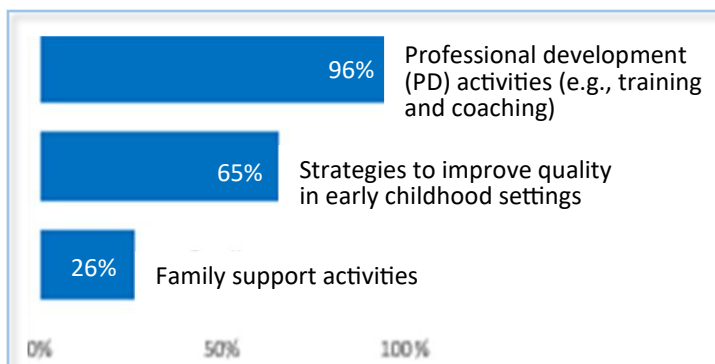 96%
Professional development
(PD) activities (e.g., training
and coaching)
65%
Strategies to improve quality
in early childhood settings
26%
Family support activities
0%
50%
100%